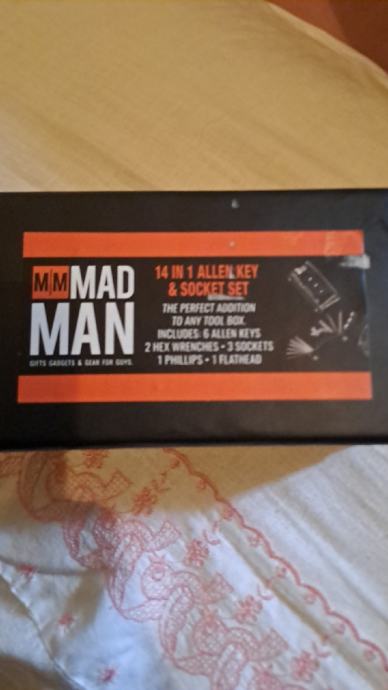 M|M MAD
MAN
GIFTS GADGETS & GEAR FOR GUYS.
14 IN 1 ALLEN KEY
& SOCKET SET
THE PERFECT ADDITION
TO ANY TOOL BOX.
INCLUDES: 6 ALLEN KEYS
2 HEX WRENCHES • 3 SOCKETS
1 PHILLIPS • 1 FLATHEAD